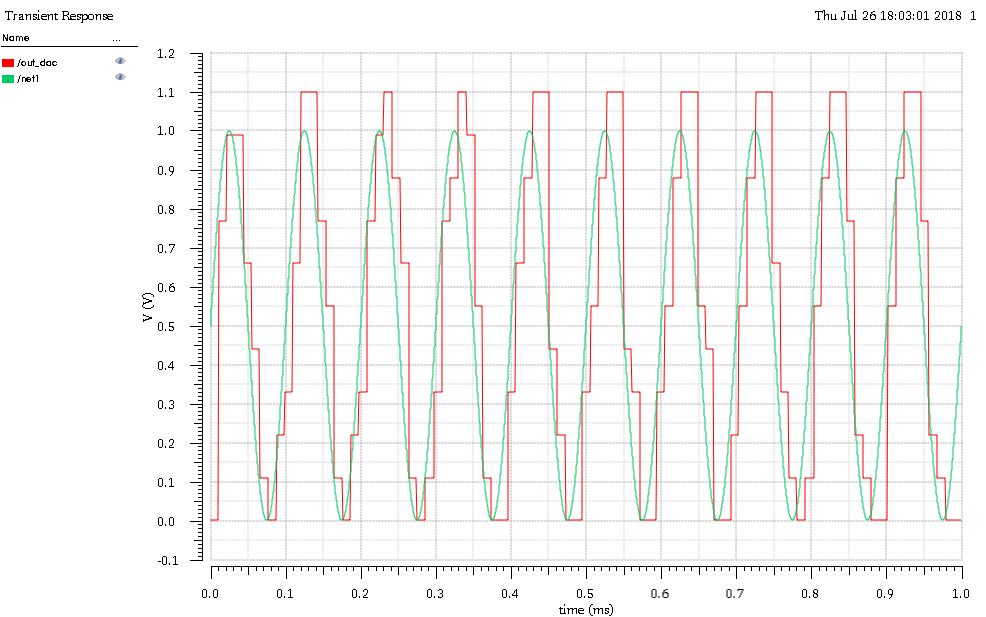 Transient Response Thu Jul 26 18:03:01 2018 1
Name ...
/out_dac
/net1
1.2
1.1
1.0
0.9
0.8
0.7
0.6
0.5
0.4
0.3
0.2
0.1
0.0
-0.1
V (V)
0.0 0.1 0.2 0.3 0.4 0.5 0.6 0.7 0.8 0.9 1.0
time (ms)